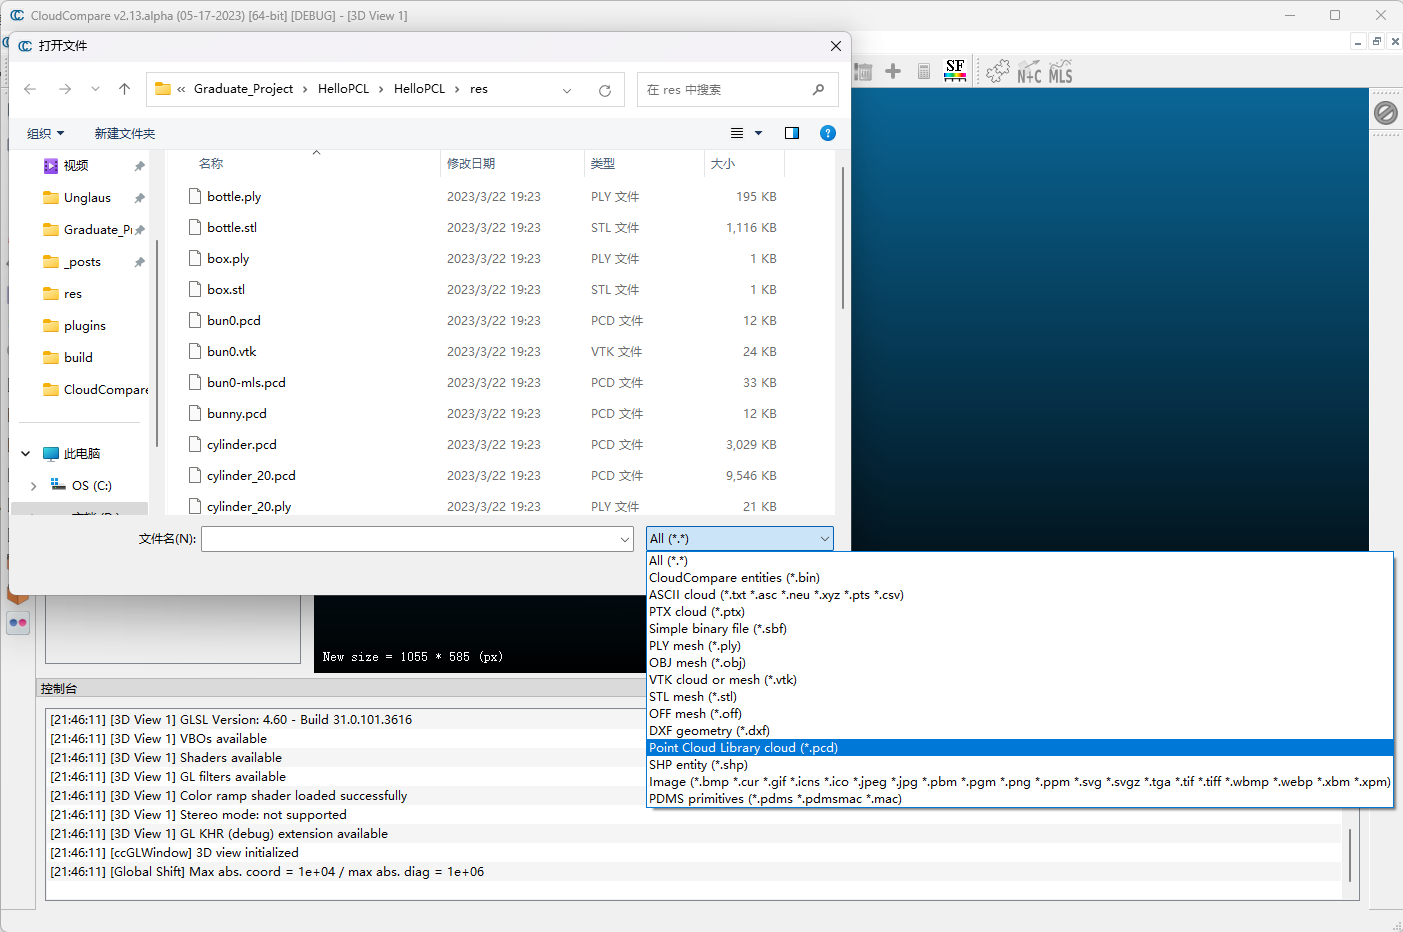 CloudCompare v2.13.alpha (05-17-2023) [64-bit] [DEBUG] - [3D View 1]
打开文件
« Graduate_Project › HelloPCL › HelloPCL › res
在 res 中搜索
SF
N+C MLS
组织 新建文件夹
名称 修改日期 类型 大小
视频
Unglaus
Graduate_Pr
_posts
res
plugins
build
CloudCompare
此电脑
OS (C:)
bottle.ply 2023/3/22 19:23 PLY 文件 195 KB
bottle.stl 2023/3/22 19:23 STL 文件 1,116 KB
box.ply 2023/3/22 19:23 PLY 文件 1 KB
box.stl 2023/3/22 19:23 STL 文件 1 KB
bun0.pcd 2023/3/22 19:23 PCD 文件 12 KB
bun0.vtk 2023/3/22 19:23 VTK 文件 24 KB
bun0-mls.pcd 2023/3/22 19:23 PCD 文件 33 KB
bunny.pcd 2023/3/22 19:23 PCD 文件 12 KB
cylinder.pcd 2023/3/22 19:23 PCD 文件 3,029 KB
cylinder_20.pcd 2023/3/22 19:23 PCD 文件 9,546 KB
cylinder_20.ply 2023/3/22 19:23 PLY 文件 21 KB
文件名(N):
All (*.*)
All (*.*)
CloudCompare entities (*.bin)
ASCII cloud (*.txt *.asc *.neu *.xyz *.pts *.csv)
PTX cloud (*.ptx)
Simple binary file (*.sbf)
PLY mesh (*.ply)
OBJ mesh (*.obj)
VTK cloud or mesh (*.vtk)
STL mesh (*.stl)
OFF mesh (*.off)
DXF geometry (*.dxf)
Point Cloud Library cloud (*.pcd)
SHP entity (*.shp)
Image (*.bmp *.cur *.gif *.icns *.ico *.jpeg *.jpg *.pbm *.pgm *.png *.ppm *.svg *.svgz *.tga *.tif *.tiff *.wbmp *.webp *.xbm *.xpm)
PDMS primitives (*.pdms *.pdmsmac *.mac)
New size = 1055 * 585 (px)
控制台
[21:46:11] [3D View 1] GLSL Version: 4.60 - Build 31.0.101.3616
[21:46:11] [3D View 1] VBOs available
[21:46:11] [3D View 1] Shaders available
[21:46:11] [3D View 1] GL filters available
[21:46:11] [3D View 1] Color ramp shader loaded successfully
[21:46:11] [3D View 1] Stereo mode: not supported
[21:46:11] [3D View 1] GL KHR (debug) extension available
[21:46:11] [ccGLWindow] 3D view initialized
[21:46:11] [Global Shift] Max abs. coord = 1e+04 / max abs. diag = 1e+06